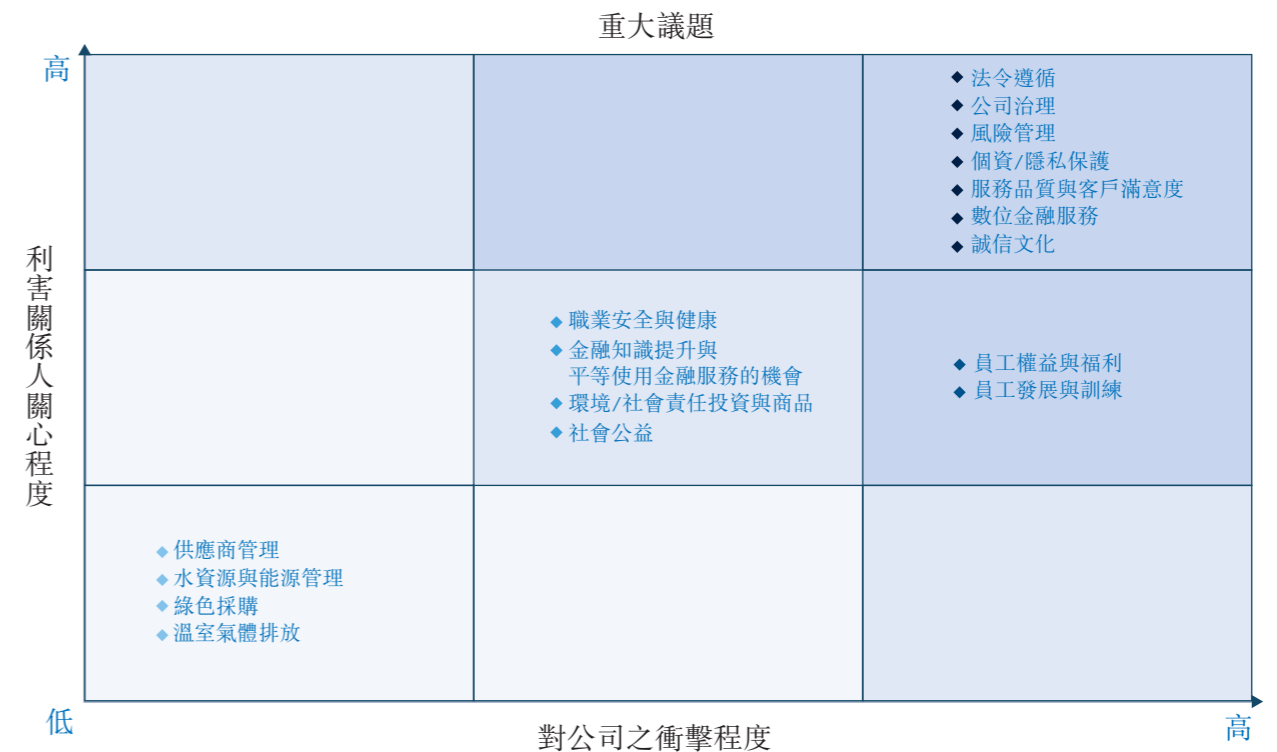 重大議題
高
法令遵循
公司治理
風險管理
個資/隱私保護
服務品質與客戶滿意度
數位金融服務
誠信文化
利害關係人關心程度
職業安全與健康
金融知識提升與
平等使用金融服務的機會
環境/社會責任投資與商品
社會公益
員工權益與福利
員工發展與訓練
供應商管理
水資源與能源管理
綠色採購
溫室氣體排放
低
對公司之衝擊程度
高